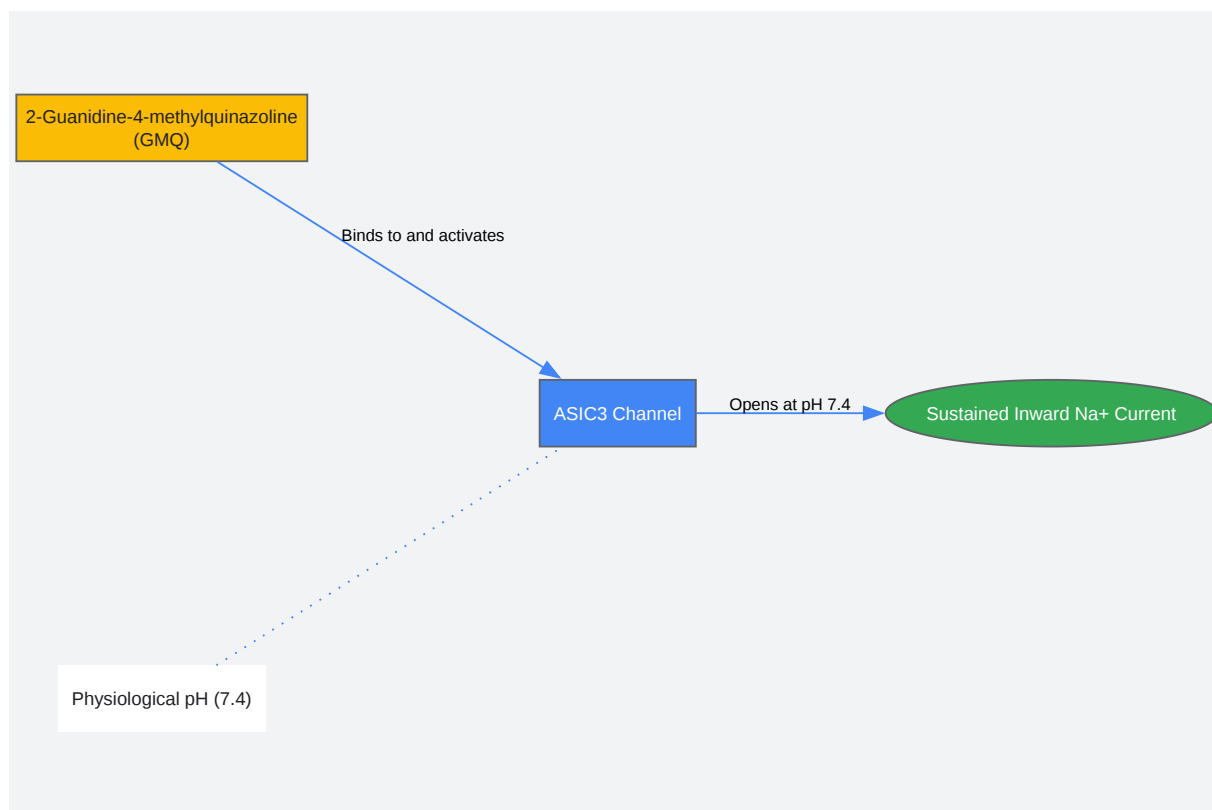 2-Guanidine-4-methylquinazoline
(GMQ)
Binds to and activates
ASIC3 Channel
Opens at pH 7.4
Sustained Inward Na+ Current
Physiological pH (7.4)